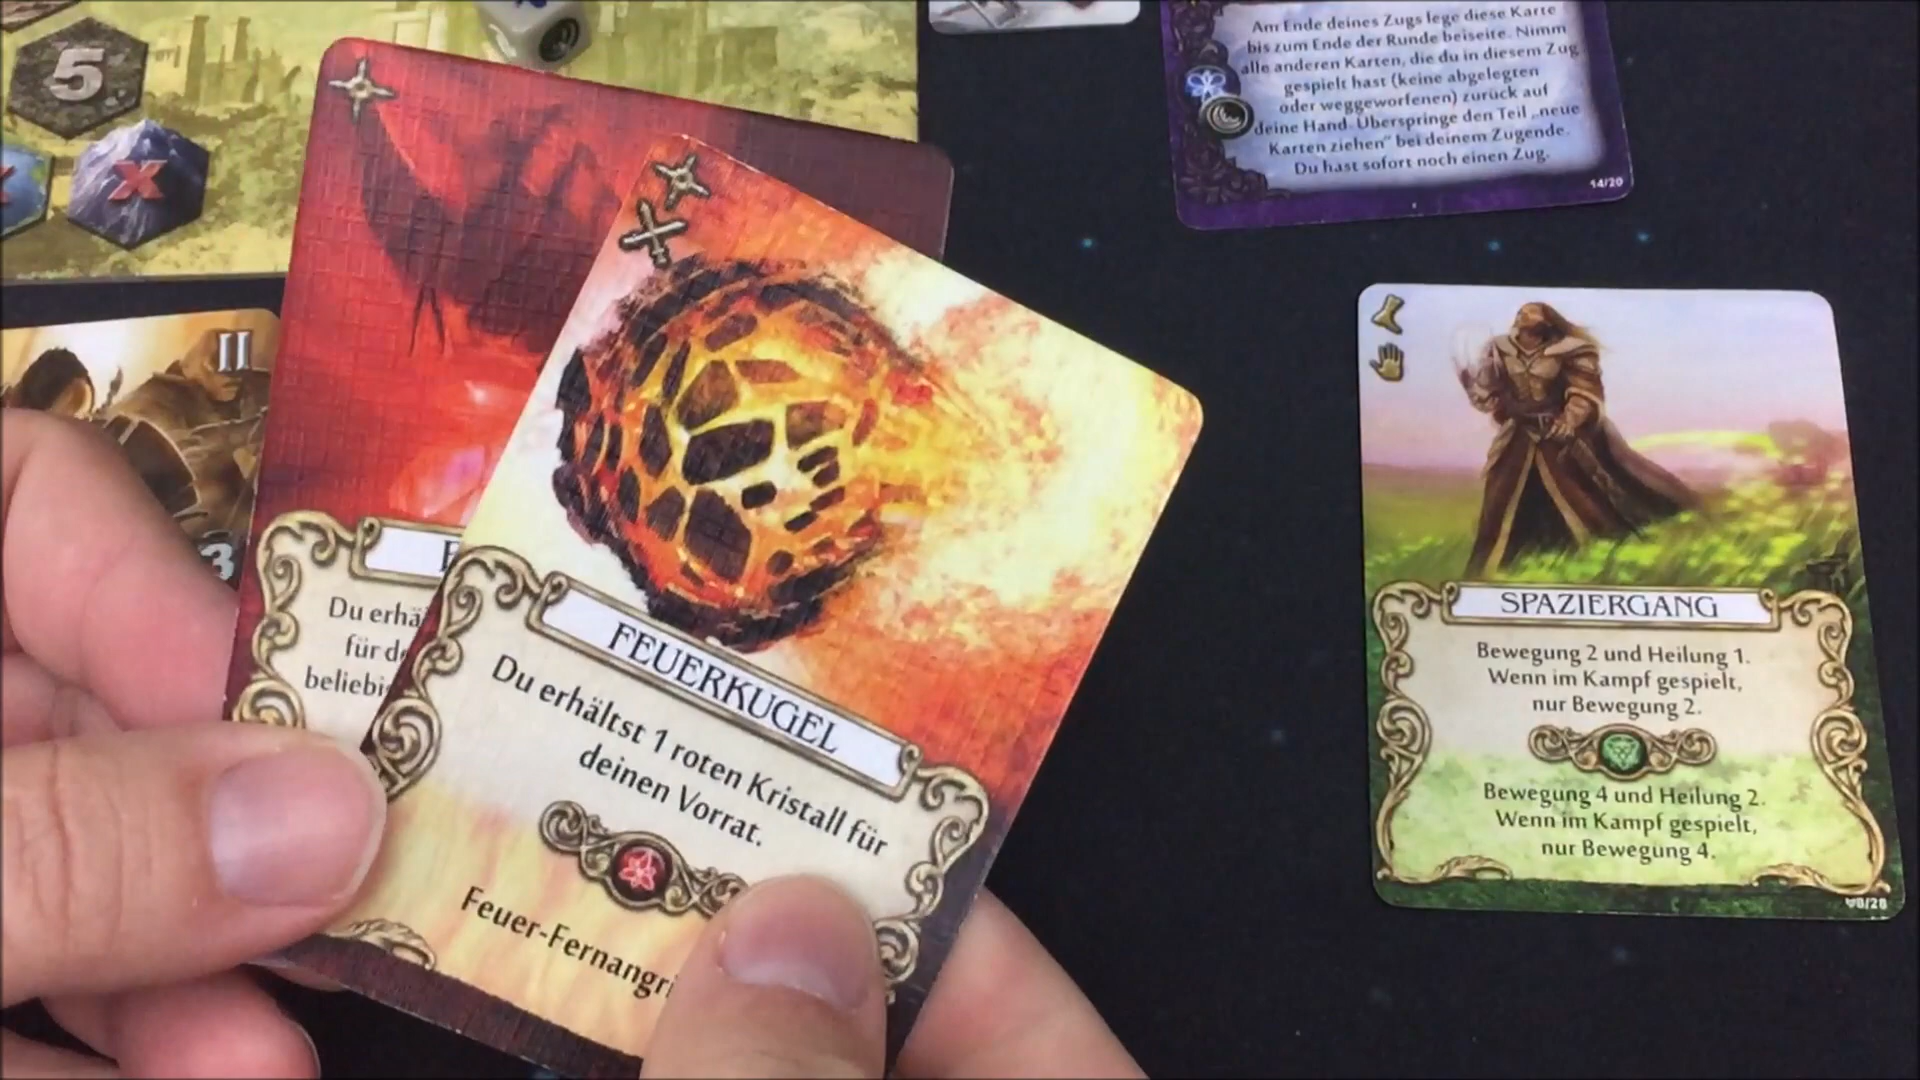 5
X
II
3
Am Ende deines Zugs lege diese Karte
bis zum Ende der Runde beiseite. Nimm
alle anderen Karten, die du in diesem Zug
gespielt hast (keine abgelegten
oder weggeworfenen) zurück auf
deine Hand. Überspringe den Teil „neue
Karten ziehen“ bei deinem Zugende.
Du hast sofort noch einen Zug.
14/20
Du erhä
für d
beliebi
FEUERKUGEL
Du erhältst 1 roten Kristall für
deinen Vorrat.
Feuer-Fernangri
SPAZIERGANG
Bewegung 2 und Heilung 1.
Wenn im Kampf gespielt,
nur Bewegung 2.
Bewegung 4 und Heilung 2.
Wenn im Kampf gespielt,
nur Bewegung 4.